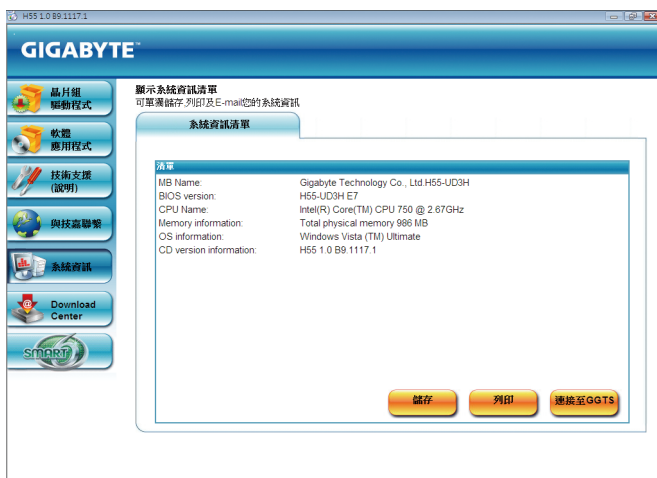 H55 1.0 B9.1117.1
GIGABYTE™
晶片組
驅動程式
軟體
應用程式
技術支援
(說明)
與技嘉聯繫
系統資訊
Download
Center
SMART 6
顯示系統資訊清單
可單獨儲存,列印及E-mail您的系統資訊
系統資訊清單
清單
MB Name: Gigabyte Technology Co., Ltd.H55-UD3H
BIOS version: H55-UD3H E7
CPU Name: Intel(R) Core(TM) CPU 750 @ 2.67GHz
Memory information: Total physical memory 986 MB
OS information: Windows Vista (TM) Ultimate
CD version information: H55 1.0 B9.1117.1
儲存
列印
連接至GGTS